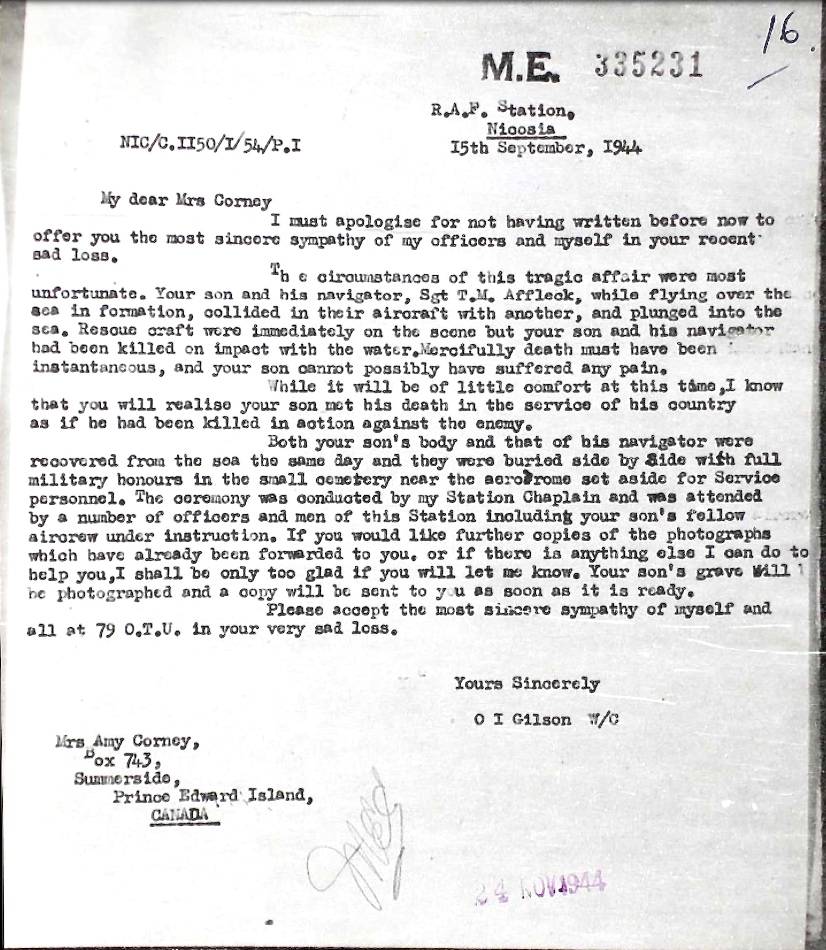 16.
M.E. 335231
R.A.F. Station,
Nicosia
NIC/C.II50/I/54/P.I
I5th September, I944
My dear Mrs Corney
I must apologise for not having written before now to
offer you the most sincere sympathy of my officers and myself in your recent
sad loss.
Th e circumstances of this tragic affair were most
unfortunate. Your son and his navigator, Sgt T.M. Affleck, while flying over the
sea in formation, collided in their aircraft with another, and plunged into the
sea. Rescue craft were immediately on the scene but your son and his navigator
had been killed on impact with the water.Mercifully death must have been
instantaneous, and your son cannot possibly have suffered any pain.
While it will be of little comfort at this time,I know
that you will realise your son met his death in the service of his country
as if he had been killed in action against the enemy.
Both your son's body and that of his navigator were
recovered from the sea the same day and they were buried side by side with full
military honours in the small cemetery near the aerodrome set aside for Service
personnel. The ceremony was conducted by my Station Chaplain and was attended
by a number of officers and men of this Station including your son's fellow
aircrew under instruction. If you would like further copies of the photographs
which have already been forwarded to you. or if there is anything else I can do to
help you,I shall be only too glad if you will let me know. Your son's grave Will
be photographed and a copy will be sent to you as soon as it is ready.
Please accept the most sincere sympathy of myself and
all at 79 O.T.U. in your very sad loss.
Yours Sincerely
O I Gilson W/C
Mrs Amy Corney,
Box 743,
Summerside,
Prince Edward Island,
CANADA
24 NOV 1944